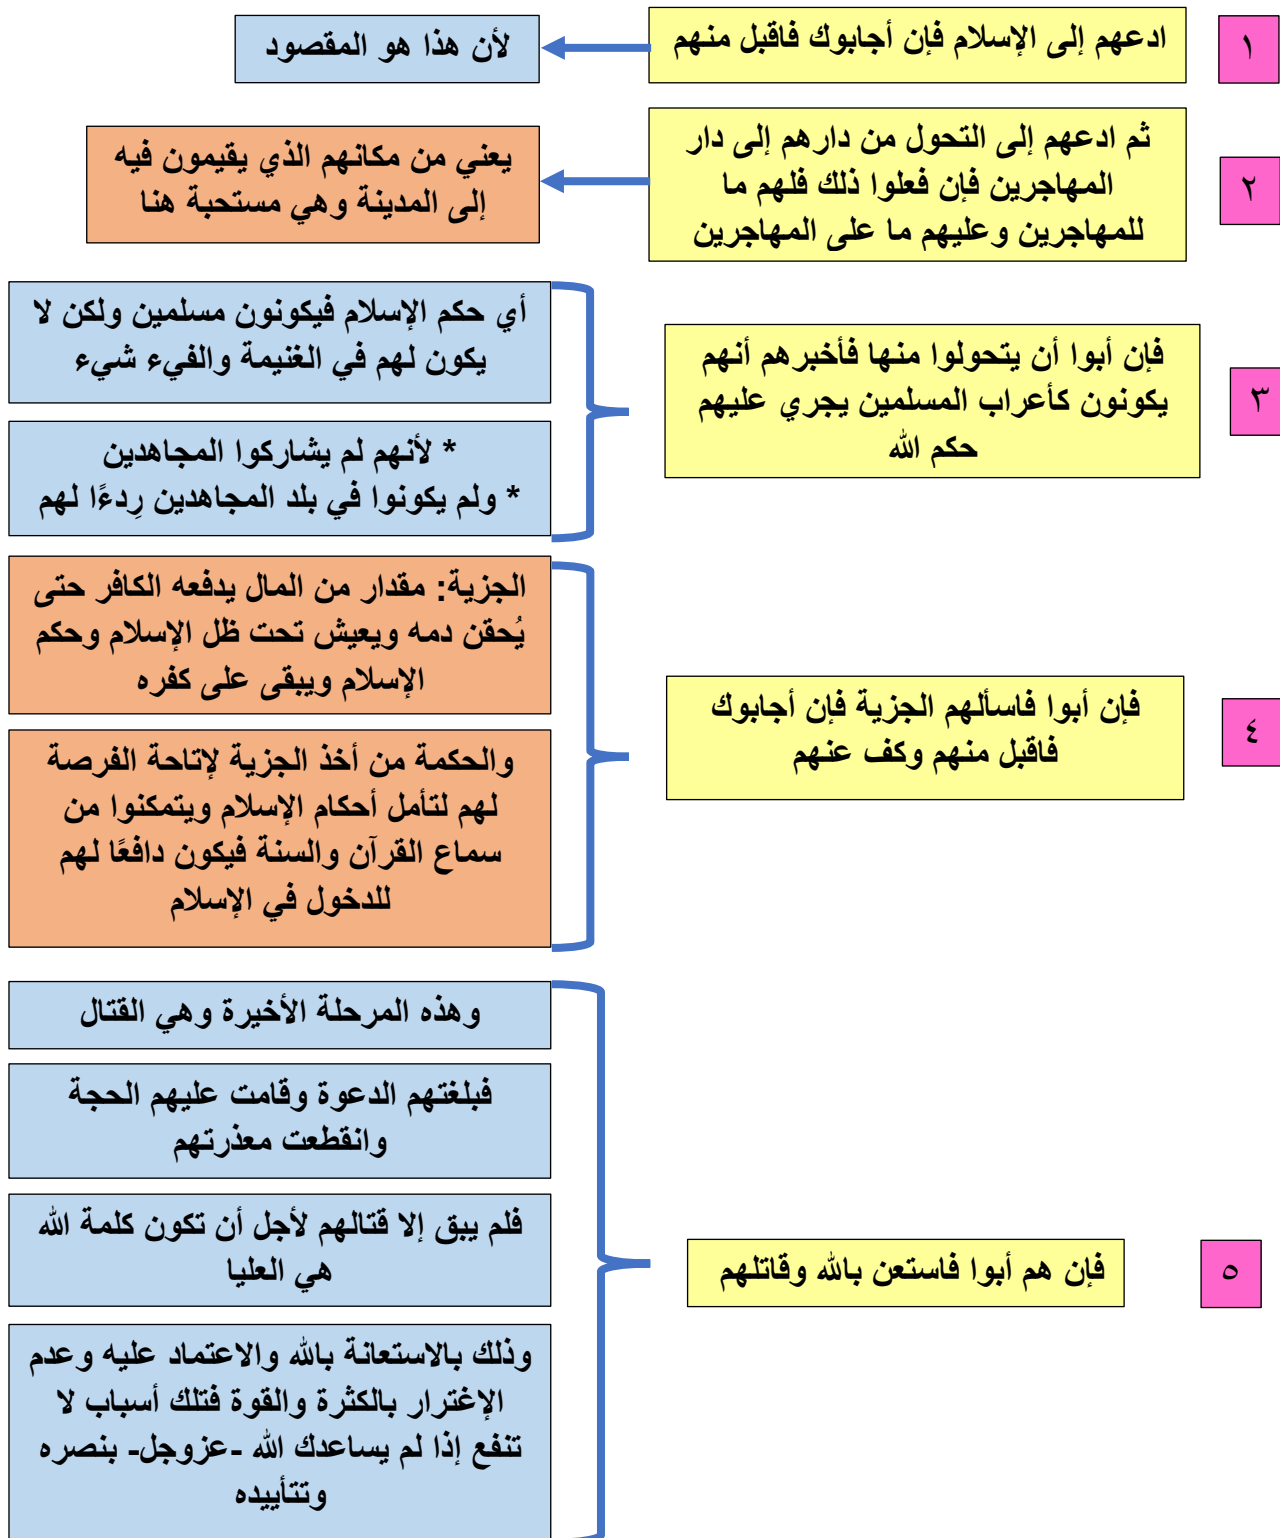 ١
ادعهم إلى الإسلام فإن أجابوك فاقبل منهم
لأن هذا هو المقصود
٢
ثم ادعهم إلى التحول من دارهم إلى دار
المهاجرين فإن فعلوا ذلك فلهم ما
للمهاجرين وعليهم ما على المهاجرين
يعني من مكانهم الذي يقيمون فيه
إلى المدينة وهي مستحبة هنا
٣
فإن أبوا أن يتحولوا منها فأخبرهم أنهم
يكونون كأعراب المسلمين يجري عليهم
حكم الله
أي حكم الإسلام فيكونون مسلمين ولكن لا
يكون لهم في الغنيمة والفيء شيء
* لأنهم لم يشاركوا المجاهدين
* ولم يكونوا في بلد المجاهدين رِدءًا لهم
٤
فإن أبوا فاسألهم الجزية فإن أجابوك
فاقبل منهم وكف عنهم
الجزية: مقدار من المال يدفعه الكافر حتى
يُحقن دمه ويعيش تحت ظل الإسلام وحكم
الإسلام ويبقى على كفره
والحكمة من أخذ الجزية لإتاحة الفرصة
لهم لتأمل أحكام الإسلام ويتمكنوا من
سماع القرآن والسنة فيكون دافعًا لهم
للدخول في الإسلام
٥
فإن هم أبوا فاستعن بالله وقاتلهم
وهذه المرحلة الأخيرة وهي القتال
فبلغتهم الدعوة وقامت عليهم الحجة
وانقطعت معذرتهم
فلم يبق إلا قتالهم لأجل أن تكون كلمة الله
هي العليا
وذلك بالاستعانة بالله والاعتماد عليه وعدم
الإغترار بالكثرة والقوة فتلك أسباب لا
تنفع إذا لم يساعدك الله -عزوجل- بنصره
وتتأييده